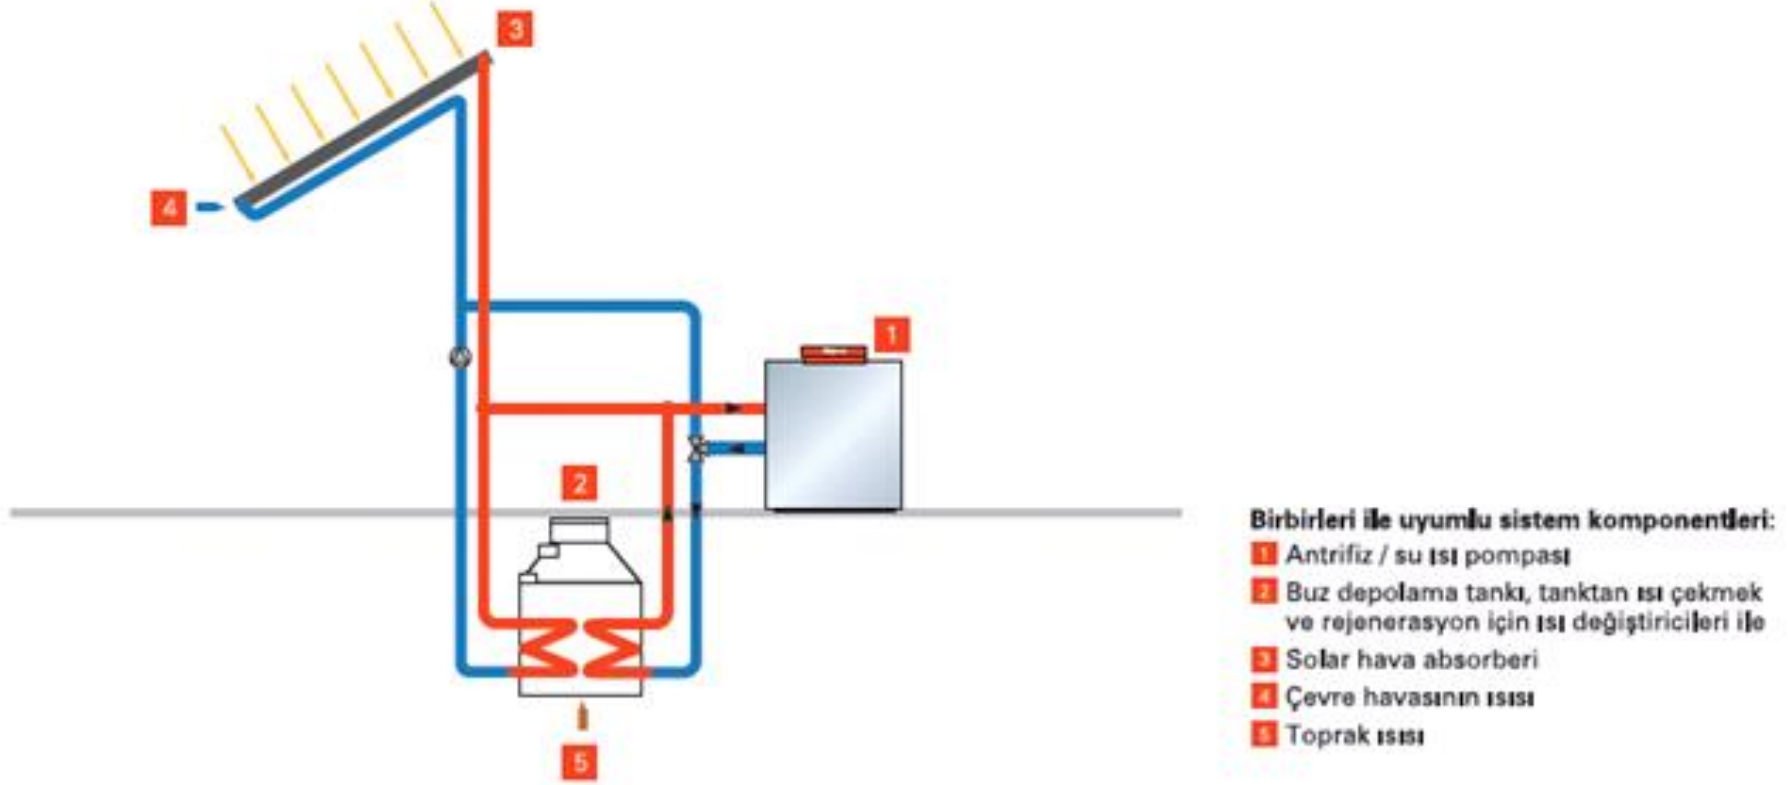 3
4
1
2
5
Birbirleri ile uyumlu sistem komponentleri:
1 Antrifiz / su ısı pompası
2 Buz depolama tankı, tanktan ısı çekmek
ve rejenerasyon için ısı değiştiricileri ile
3 Solar hava absorberi
4 Çevre havasının ısısı
5 Toprak ısısı